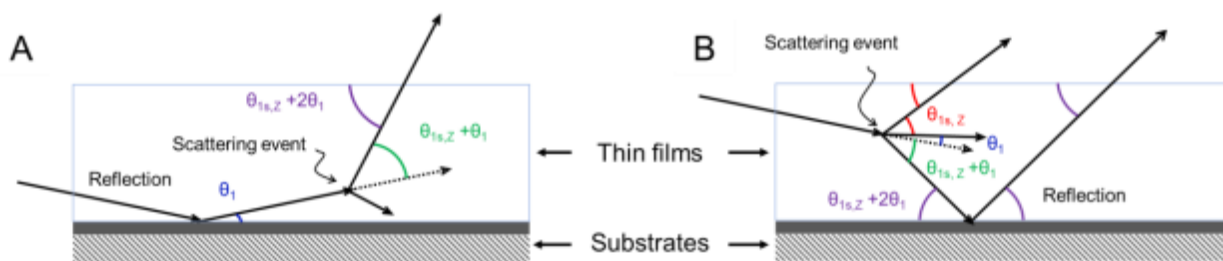 A
θ1s,Z +2θ1
Scattering event
θ1s,Z +θ1
Reflection
θ1
Thin films
Substrates
B
Scattering event
θ1s, Z
θ1
θ1s, Z +θ1
θ1s,Z +2θ1
Reflection